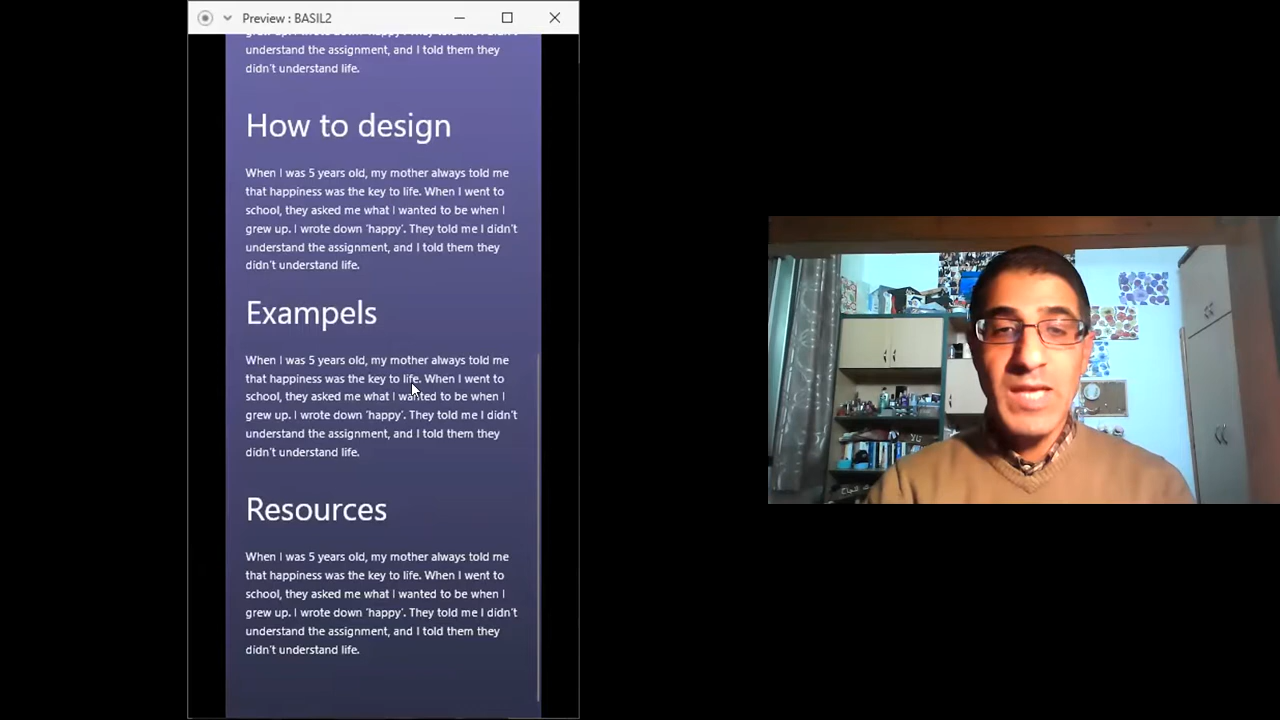 Preview : BASIL2
understand the assignment, and I told them they
didn't understand life.
How to design
When I was 5 years old, my mother always told me
that happiness was the key to life. When I went to
school, they asked me what I wanted to be when I
grew up. I wrote down 'happy'. They told me I didn't
understand the assignment, and I told them they
didn't understand life.
Exampels
When I was 5 years old, my mother always told me
that happiness was the key to life. When I went to
school, they asked me what I wanted to be when I
grew up. I wrote down 'happy'. They told me I didn't
understand the assignment, and I told them they
didn't understand life.
Resources
When I was 5 years old, my mother always told me
that happiness was the key to life. When I went to
school, they asked me what I wanted to be when I
grew up. I wrote down 'happy'. They told me I didn't
understand the assignment, and I told them they
didn't understand life.